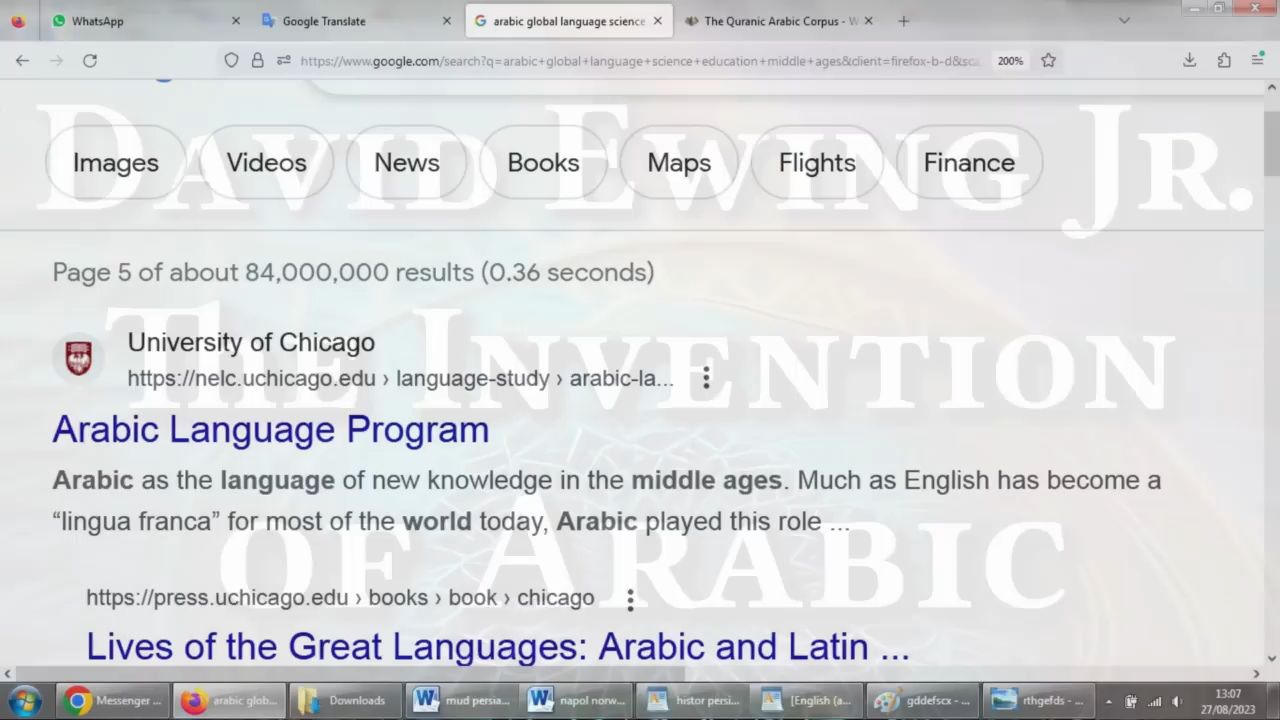 WhatsApp
Google Translate
arabic global language science
The Quranic Arabic Corpus - W
https://www.google.com/search?q=arabic+global+language+science+education+middle+ages&client=firefox-b-d&sca
200%
DAVID EWING JR.
Images
Videos
News
Books
Maps
Flights
Finance
Page 5 of about 84,000,000 results (0.36 seconds)
THE INVENTION
University of Chicago
https://nelc.uchicago.edu › language-study › arabic-la...
Arabic Language Program
Arabic as the language of new knowledge in the middle ages. Much as English has become a
“lingua franca” for most of the world today, Arabic played this role ...
OF ARABIC
https://press.uchicago.edu › books › book › chicago
Lives of the Great Languages: Arabic and Latin ...
Messenger ...
arabic glob...
Downloads
mud persia...
napol norw...
histor persi...
[English (a...
gddefscx - ...
rthgefds - ...
13:07
27/08/2023